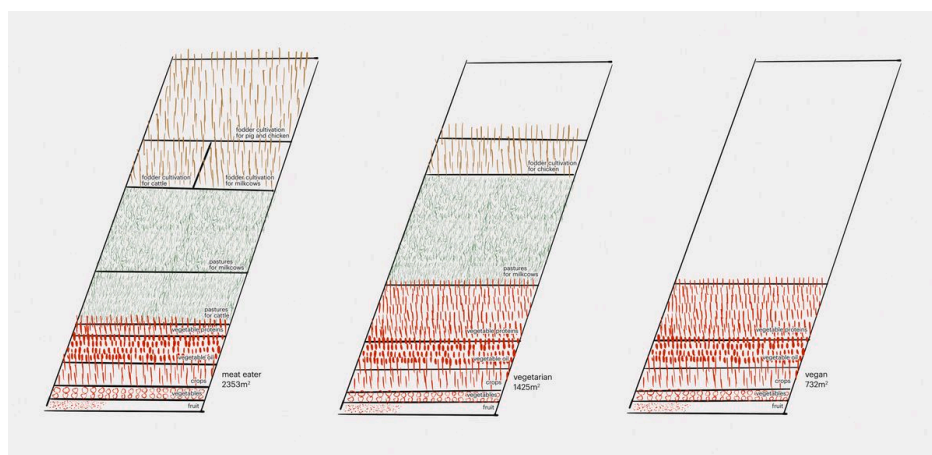 fodder cultivation
for pig and chicken
fodder cultivation
for cattle
fodder cultivation
for milkcows
pastures
for milkcows
pastures
for cattle
vegetable proteins
vegetable oil
crops
vegetables
fruit
meat eater
2353m²
fodder cultivation
for chicken
pastures
for milkcows
vegetable proteins
vegetable oil
crops
vegetables
fruit
vegetarian
1425m²
vegetable proteins
vegetable oil
crops
vegetables
fruit
vegan
732m²